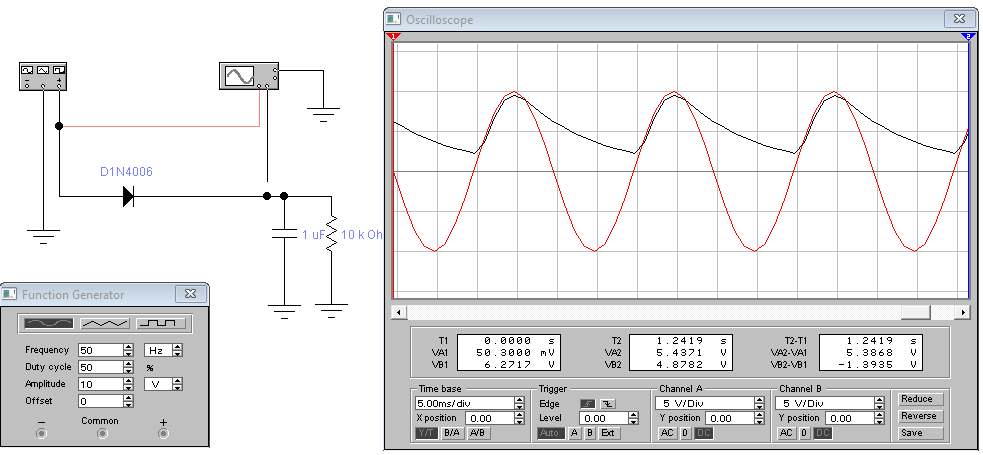 Oscilloscope
1
2
D1N4006
1 uF
10 k Oh
Function Generator
Frequency 50 Hz
Duty cycle 50 %
Amplitude 10 V
Offset 0
− Common +
T1 0.0000 s
VA1 50.3000 mV
VB1 6.2717 V
T2 1.2419 s
VA2 5.4371 V
VB2 4.8782 V
T2-T1 1.2419 s
VA2-VA1 5.3868 V
VB2-VB1 -1.3935 V
Time base
5.00ms/div
X position 0.00
Y/T B/A A/B
Trigger
Edge
Level 0.00
Auto A B Ext
Channel A
5 V/Div
Y position 0.00
AC 0 DC
Channel B
5 V/Div
Y position 0.00
AC 0 DC
Reduce
Reverse
Save